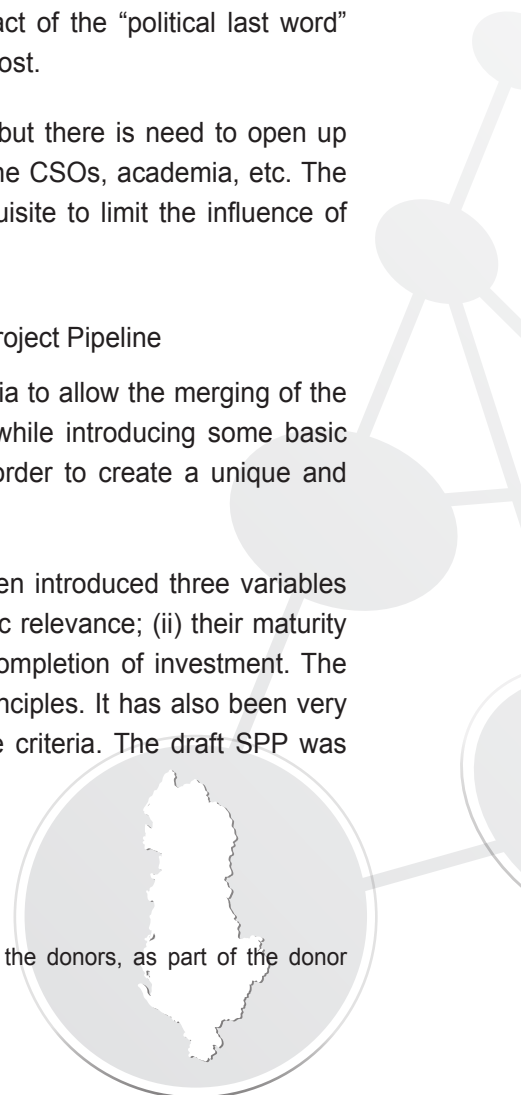 act of the “political last word”
ost.
but there is need to open up
ne CSOs, academia, etc. The
uisite to limit the influence of
roject Pipeline
ia to allow the merging of the
while introducing some basic
order to create a unique and
en introduced three variables
c relevance; (ii) their maturity
completion of investment. The
nciples. It has also been very
e criteria. The draft SPP was
the donors, as part of the donor